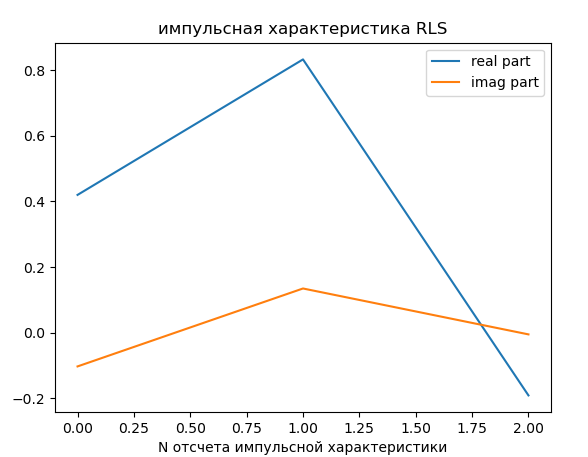 импульсная характеристика RLS
real part
imag part
0.8
0.6
0.4
0.2
0.0
−0.2
0.00 0.25 0.50 0.75 1.00 1.25 1.50 1.75 2.00
N отсчета импульсной характеристики